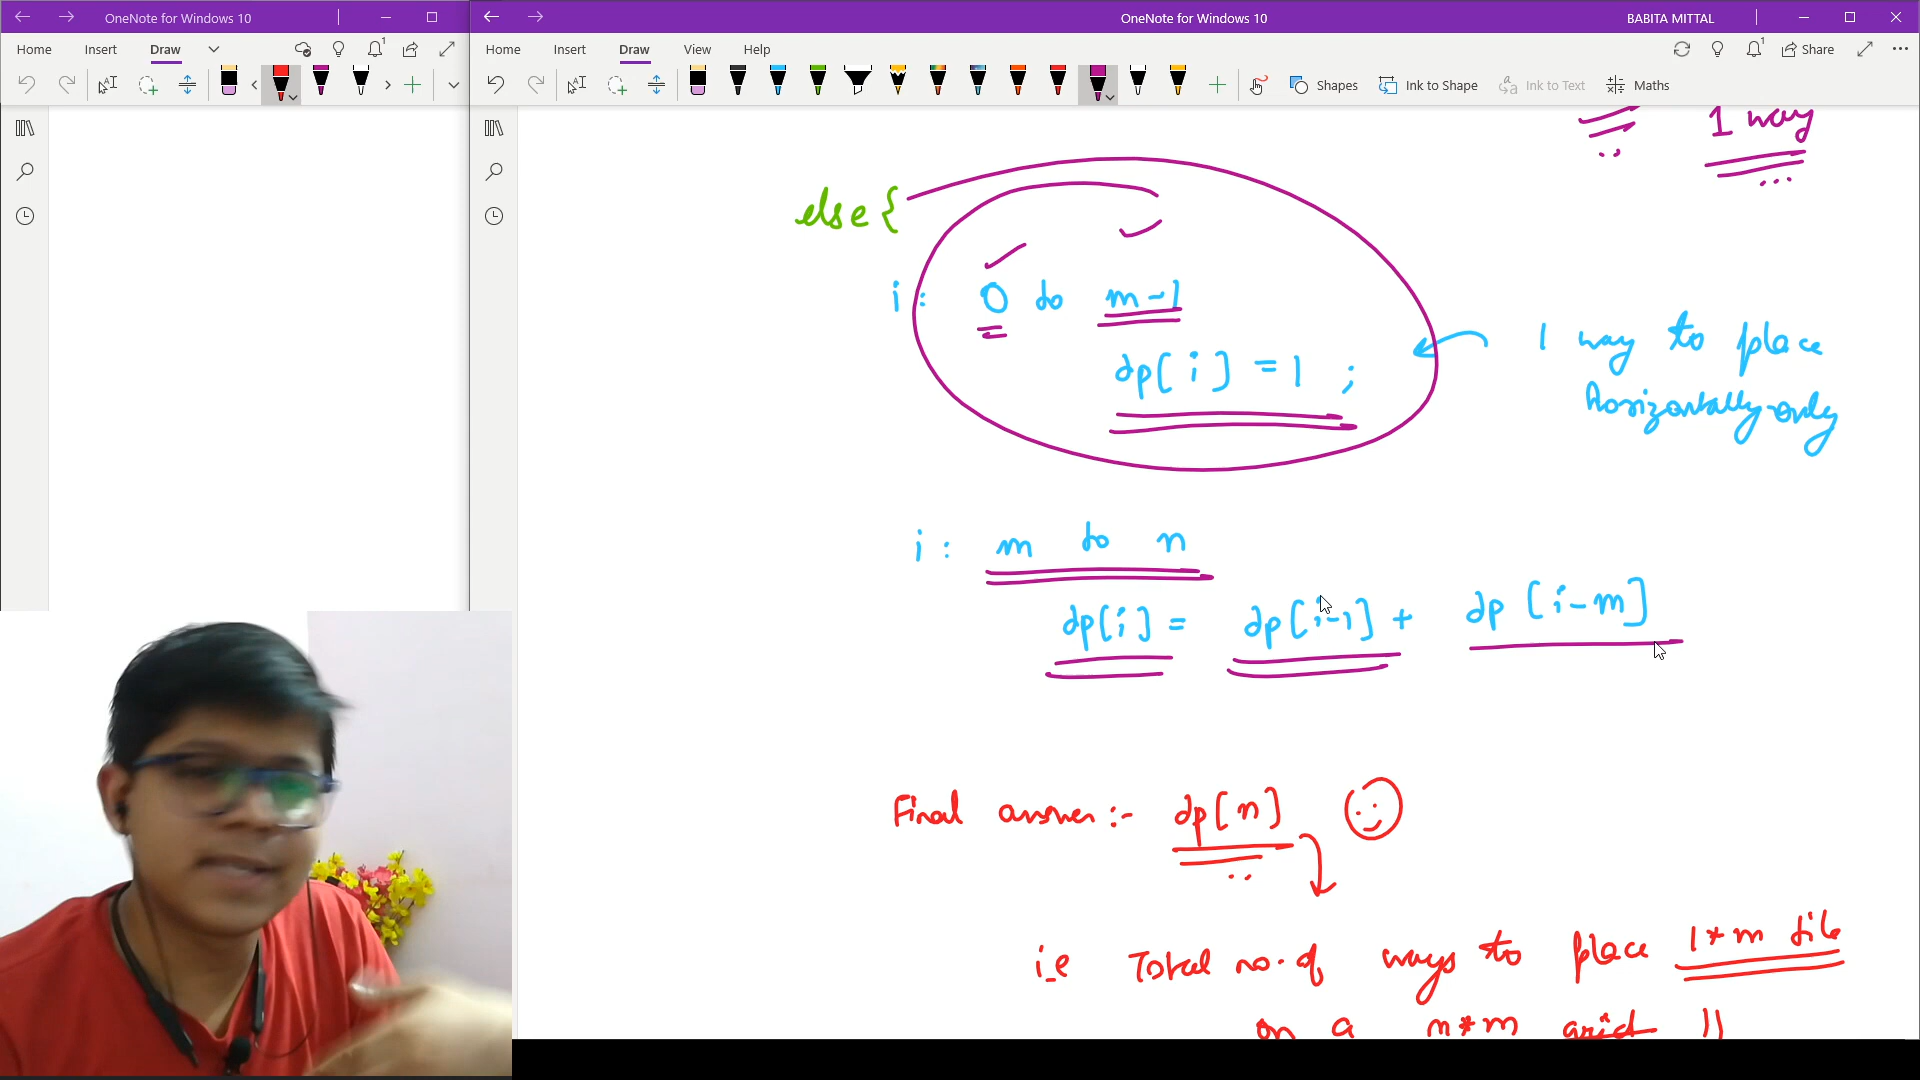 OneNote for Windows 10
OneNote for Windows 10
BABITA MITTAL
Home Insert Draw
Home Insert Draw View Help
1
1
Share
Shapes
Ink to Shape
Ink to Text
Maths
1 way
else {
i : 0 to m-1
dp[i] = 1 ;
1 way to place
horizontally only
i : m to n
dp[i] = dp[i-1] + dp[i-m]
Final answer :- dp[n]
i.e Total no. of ways to place 1*m tile
on a n*m grid !!